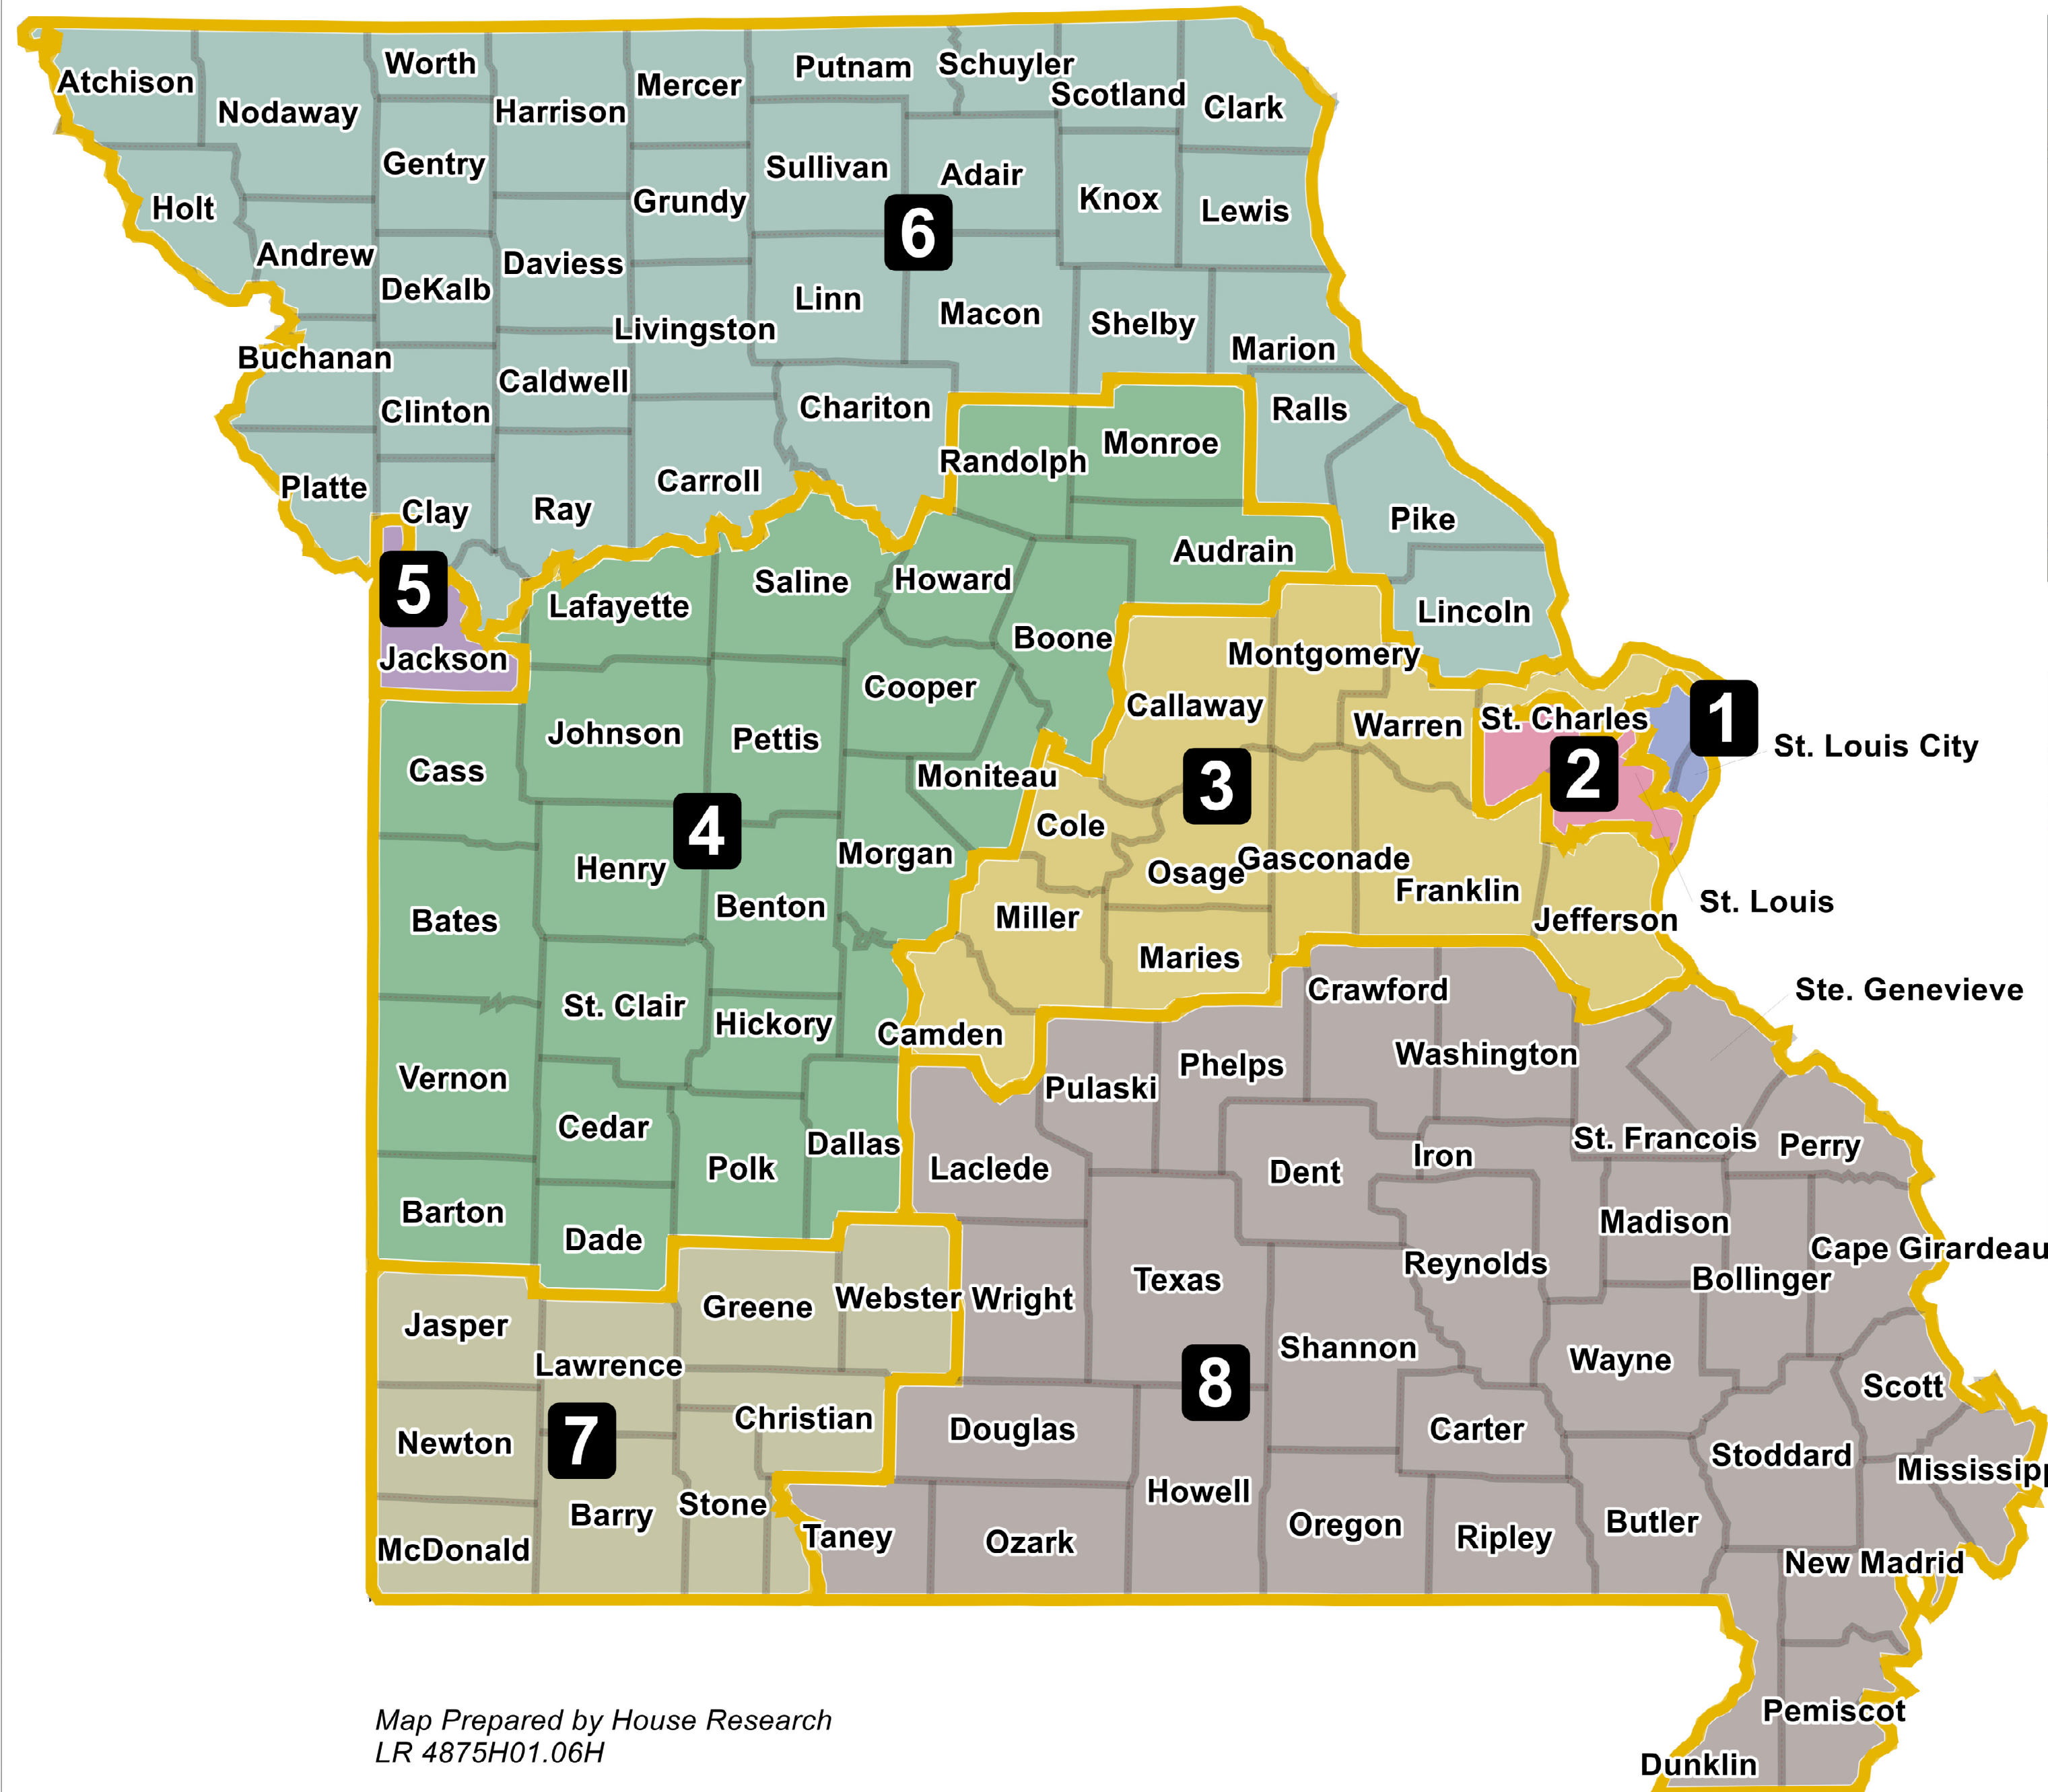 Worth
Putnam
Schuyler
Atchison
Mercer
Scotland
Nodaway
Harrison
Clark
Gentry
Sullivan
Adair
Knox
Holt
Grundy
Lewis
6
Andrew
DeKalb
Daviess
Linn
Macon
Shelby
Livingston
Marion
Buchanan
Caldwell
Clinton
Chariton
Ralls
Monroe
Randolph
Platte
Carroll
Clay
Ray
Pike
Audrain
5
Saline
Howard
Lafayette
Lincoln
Boone
Jackson
Montgomery
Cooper
Callaway
Warren
St. Charles
1
St. Louis City
Johnson
Pettis
Cass
Moniteau
3
2
Cole
4
Morgan
Henry
Osage
Gasconade
Franklin
St. Louis
Benton
Miller
Jefferson
Bates
Maries
Crawford
Ste. Genevieve
St. Clair
Hickory
Camden
Washington
Vernon
Phelps
Pulaski
Cedar
Dallas
St. Francois
Perry
Polk
Laclede
Dent
Iron
Barton
Dade
Madison
Cape Girardeau
Reynolds
Bollinger
Texas
Greene
Webster
Wright
Jasper
Shannon
Lawrence
Wayne
8
Scott
Christian
Douglas
Carter
Newton
7
Stoddard
Mississipp
Howell
Stone
Barry
Oregon
Butler
Taney
Ozark
Ripley
McDonald
New Madrid
Pemiscot
Map Prepared by House Research
LR 4875H01.06H
Dunklin